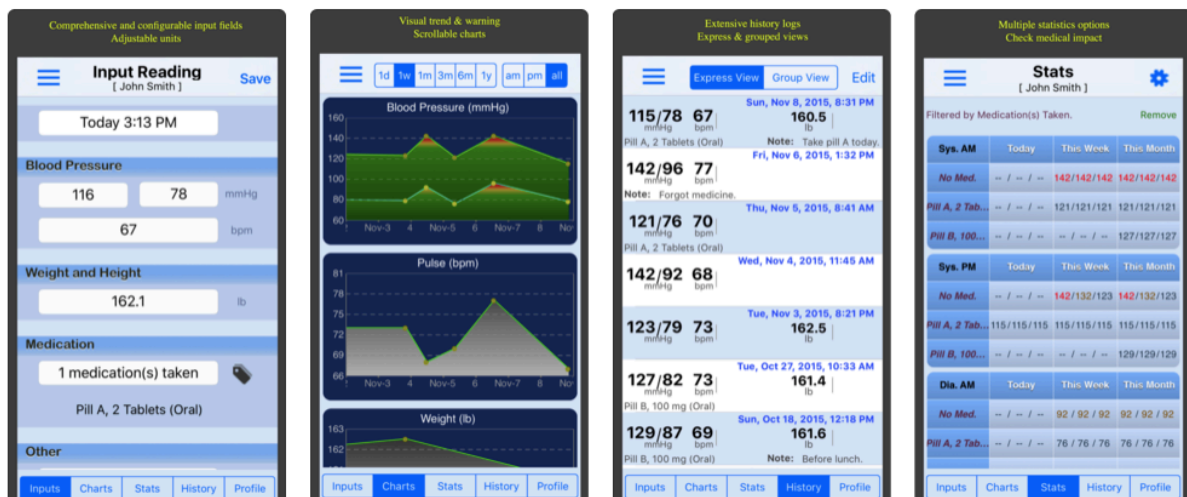 Comprehensive and configurable input fields
Adjustable units
Input Reading
Save
[ John Smith ]
Today 3:13 PM
Blood Pressure
116 78 mmHg
67 bpm
Weight and Height
162.1 lb
Medication
1 medication(s) taken
Pill A, 2 Tablets (Oral)
Other
Inputs Charts Stats History Profile
Visual trend & warning
Scrollable charts
1d 1w 1m 3m 6m 1y am pm all
Blood Pressure (mmHg)
160
140
120
100
80
60
Nov-3 4 Nov-5 6 Nov-7 8 Nov
Pulse (bpm)
81
78
75
72
69
66
Nov-3 4 Nov-5 6 Nov-7 8 Nov
Weight (lb)
163
162
Inputs Charts Stats History Profile
Extensive history logs
Express & grouped views
Express View Group View Edit
Sun, Nov 8, 2015, 8:31 PM
115/78 67 160.5
mmHg bpm lb
Pill A, 2 Tablets (Oral) Note: Take pill A today.
Fri, Nov 6, 2015, 1:32 PM
142/96 77
mmHg bpm
Note: Forgot medicine.
Thu, Nov 5, 2015, 8:41 AM
121/76 70
mmHg bpm
Pill A, 2 Tablets (Oral)
Wed, Nov 4, 2015, 11:45 AM
142/92 68
mmHg bpm
Tue, Nov 3, 2015, 8:21 PM
123/79 73 162.5
mmHg bpm lb
Tue, Oct 27, 2015, 10:33 AM
127/82 73 161.4
mmHg bpm lb
Pill B, 100 mg (Oral)
Sun, Oct 18, 2015, 12:18 PM
129/87 69 161.6
mmHg bpm lb
Pill B, 100 mg (Oral) Note: Before lunch.
Inputs Charts Stats History Profile
Multiple statistics options
Check medical impact
Stats
[ John Smith ]
Filtered by Medication(s) Taken. Remove
Sys. AM Today This Week This Month
No Med. -- / -- / -- 142/142/142 142/142/142
Pill A, 2 Tab... -- / -- / -- 121/121/121 121/121/121
Pill B, 100... -- / -- / -- -- / -- / -- 127/127/127
Sys. PM Today This Week This Month
No Med. -- / -- / -- 142/132/123 142/132/123
Pill A, 2 Tab... 115/115/115 115/115/115 115/115/115
Pill B, 100... -- / -- / -- -- / -- / -- 129/129/129
Dia. AM Today This Week This Month
No Med. -- / -- / -- 92 / 92 / 92 92 / 92 / 92
Pill A, 2 Tab... -- / -- / -- 76 / 76 / 76 76 / 76 / 76
Inputs Charts Stats History Profile